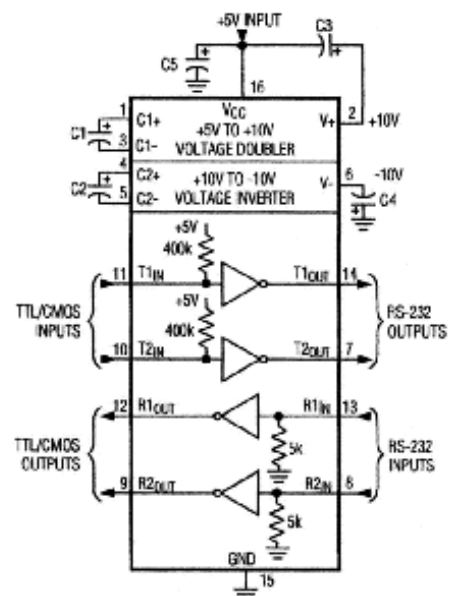 +5V INPUT
C3
C5
16
1
C1+
VCC
V+
2
+10V
C1
+5V TO +10V
3
C1-
VOLTAGE DOUBLER
4
C2+
+10V TO -10V
V-
6
-10V
C2
5
C2-
VOLTAGE INVERTER
C4
+5V
400k
11
T1IN
T1OUT
14
TTL/CMOS
INPUTS
+5V
400k
RS-232
OUTPUTS
10
T2IN
T2OUT
7
12
R1OUT
R1IN
13
TTL/CMOS
OUTPUTS
5k
RS-232
INPUTS
9
R2OUT
R2IN
8
5k
GND
15